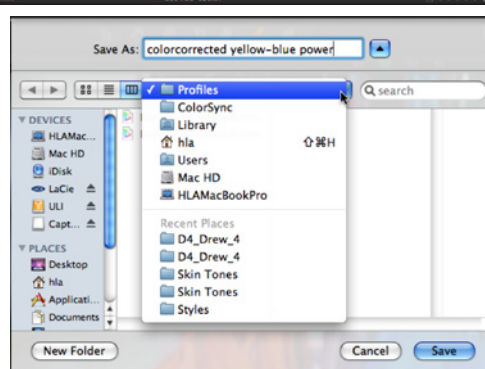 Save As: colorcorrected yellow-blue power
Profiles
search
ColorSync
Library
hla ⇧⌘H
Users
Mac HD
HLAMacBookPro
Recent Places
D4_Drew_4
D4_Drew_4
Skin Tones
Skin Tones
Styles
DEVICES
HLAMac...
Mac HD
iDisk
LaCie
ULI
Capt...
PLACES
Desktop
hla
Applicati...
Documents
New Folder
Cancel
Save